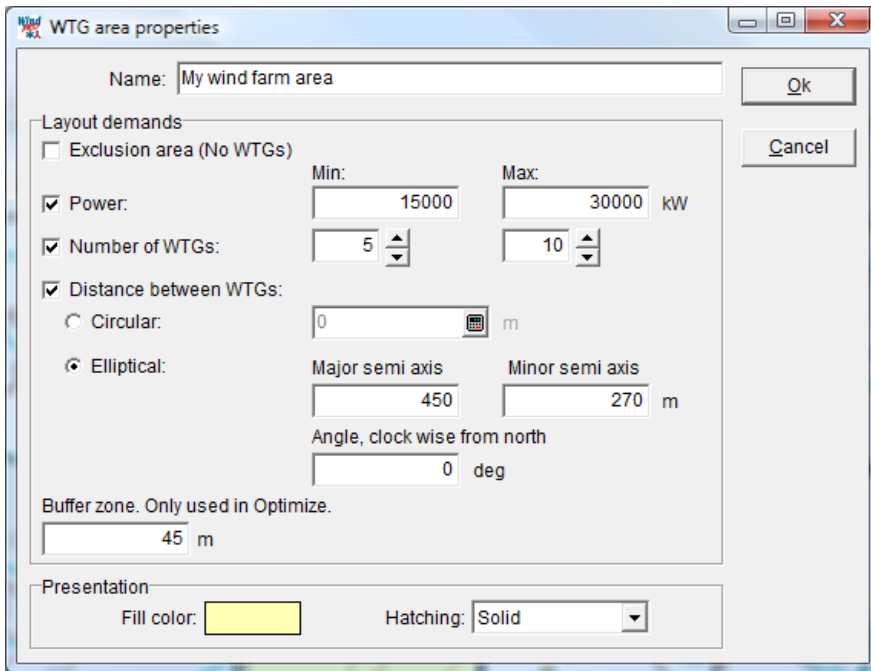 WTG area properties
Name: My wind farm area
Ok
Layout demands
Cancel
Exclusion area (No WTGs)
Min: Max:
Power: 15000 30000 kW
Number of WTGs: 5 10
Distance between WTGs:
Circular: 0 m
Elliptical: Major semi axis Minor semi axis
450 270 m
Angle, clock wise from north
0 deg
Buffer zone. Only used in Optimize.
45 m
Presentation
Fill color: Hatching: Solid